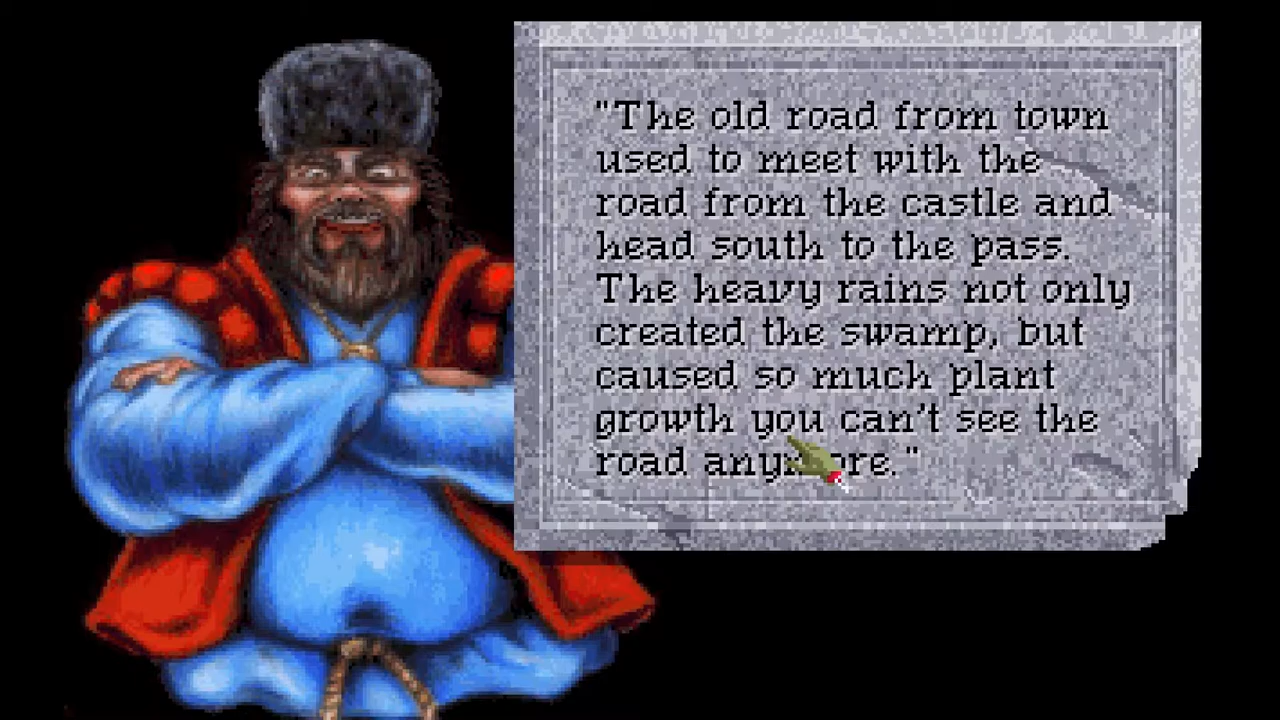 "The old road from town
used to meet with the
road from the castle and
head south to the pass.
The heavy rains not only
created the swamp, but
caused so much plant
growth you can't see the
road anymore."